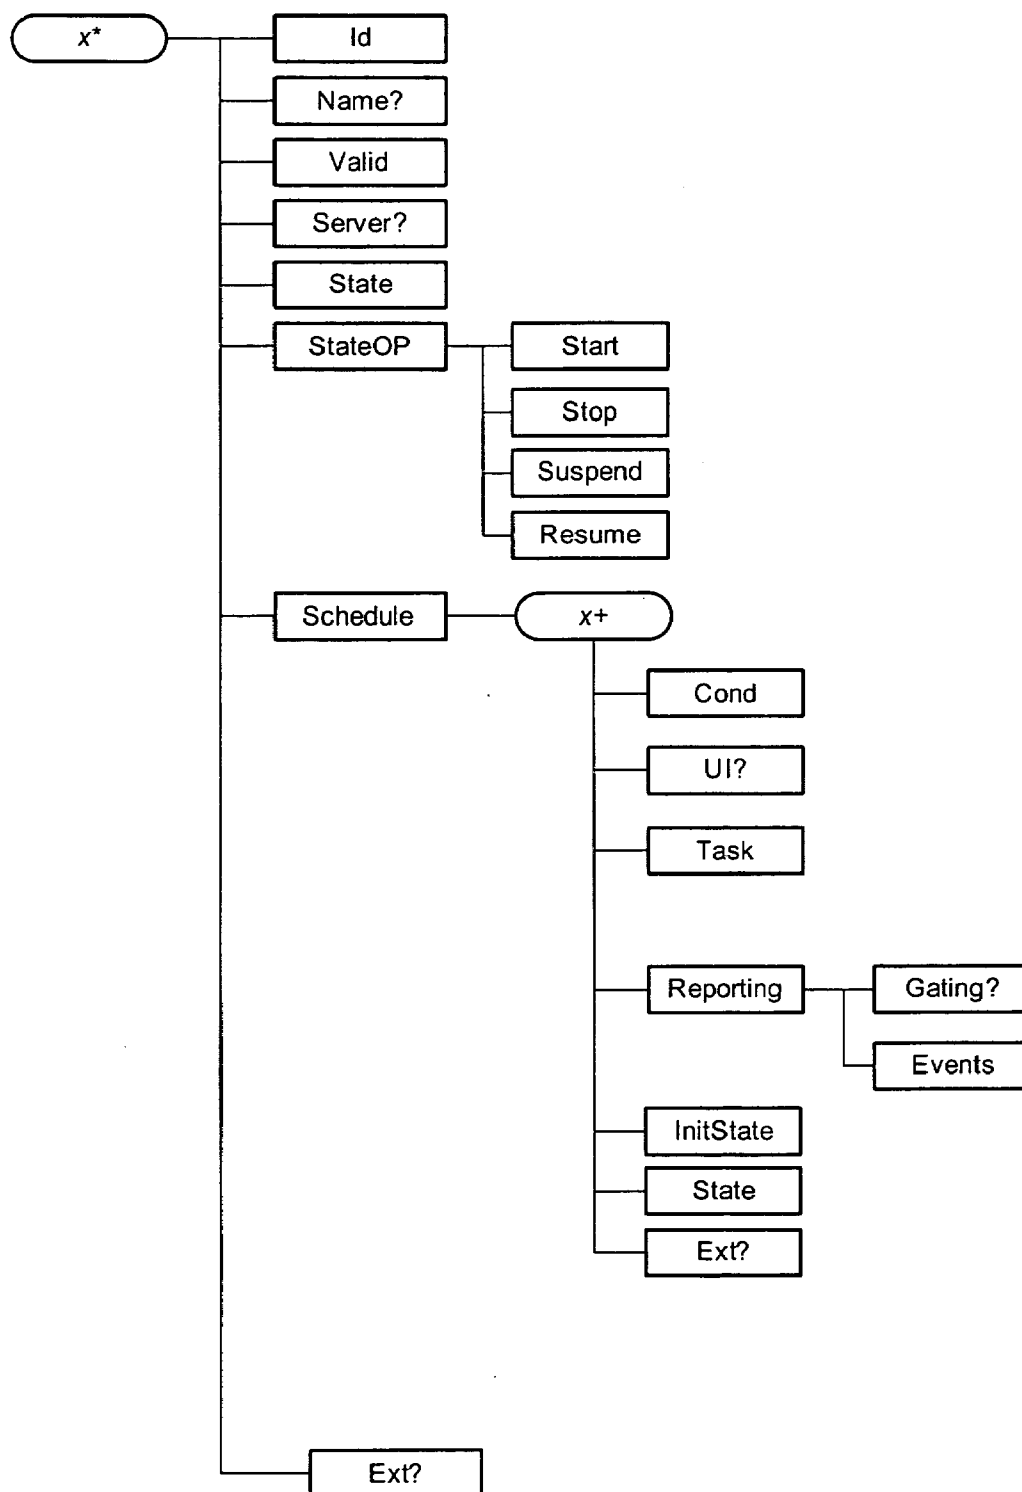 x*
Id
Name?
Valid
Server?
State
StateOP
Start
Stop
Suspend
Resume
Schedule
x+
Cond
UI?
Task
Reporting
Gating?
Events
InitState
State
Ext?
Ext?